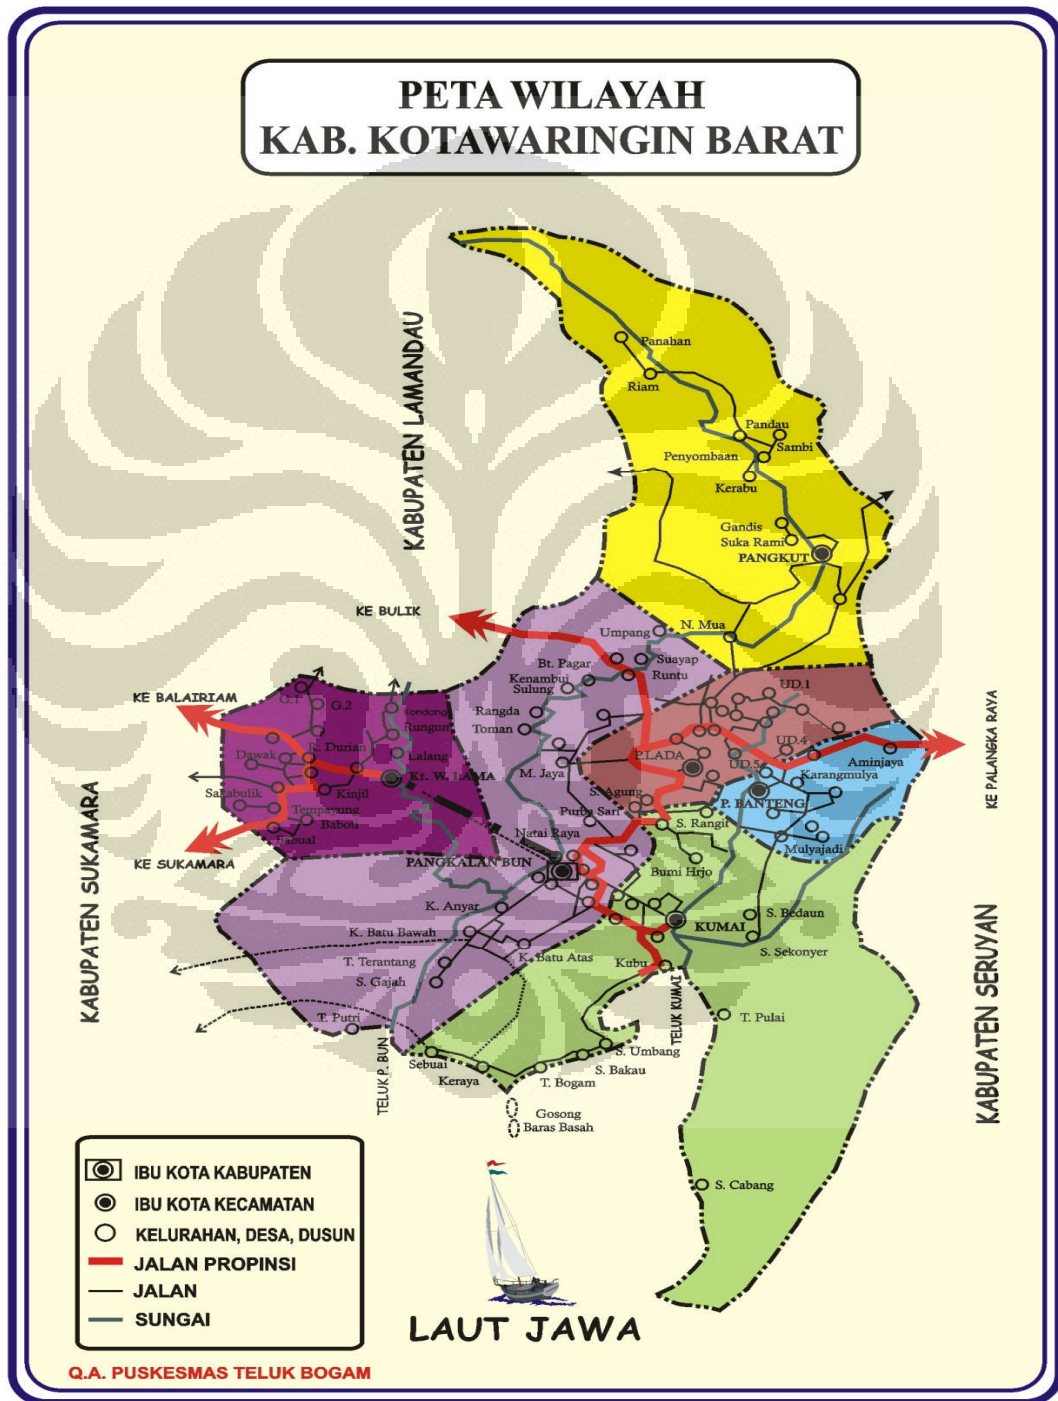 PETA WILAYAH
KAB. KOTAWARINGIN BARAT
KABUPATEN LAMANDAU
Panahan
Riam
Pandau
Sambi
Penyombaan
Kerabu
Gandis
Suka Rami
PANGKUT
KE BULIK
Umpang
N. Mua
Bt. Pagar
Suayap
Kenambui
Runtu
Sulung
UD.1
KE BALAIRIAM
G.1
G.2
Rangda
Toman
Rungun
UD.4
KE PALANGKA RAYA
Dawak
R. Durian
Lalang
P.LADA
UD.5
Aminjaya
M. Jaya
Kt. W. LAMA
Karangmulya
Kinjil
S. Agung
P. BANTENG
Tempayung
Purba Sari
Baboti
S. Rangit
Natai Raya
Mulyajadi
KE SUKAMARA
PANGKALAN BUN
Bumi Hrjo
KABUPATEN SUKAMARA
K. Anyar
S. Bedaun
KUMAI
K. Batu Bawah
K. Batu Atas
S. Sekonyer
T. Terantang
Kubu
S. Gajah
KABUPATEN SERUYAN
TELUK KUMAI
T. Putri
T. Pulai
TELUK P. BUN
S. Umbang
Sebuai
S. Bakau
Keraya
T. Bogam
Gosong
Baras Basah
S. Cabang
IBU KOTA KABUPATEN
IBU KOTA KECAMATAN
KELURAHAN, DESA, DUSUN
JALAN PROPINSI
JALAN
SUNGAI
LAUT JAWA
Q.A. PUSKESMAS TELUK BOGAM